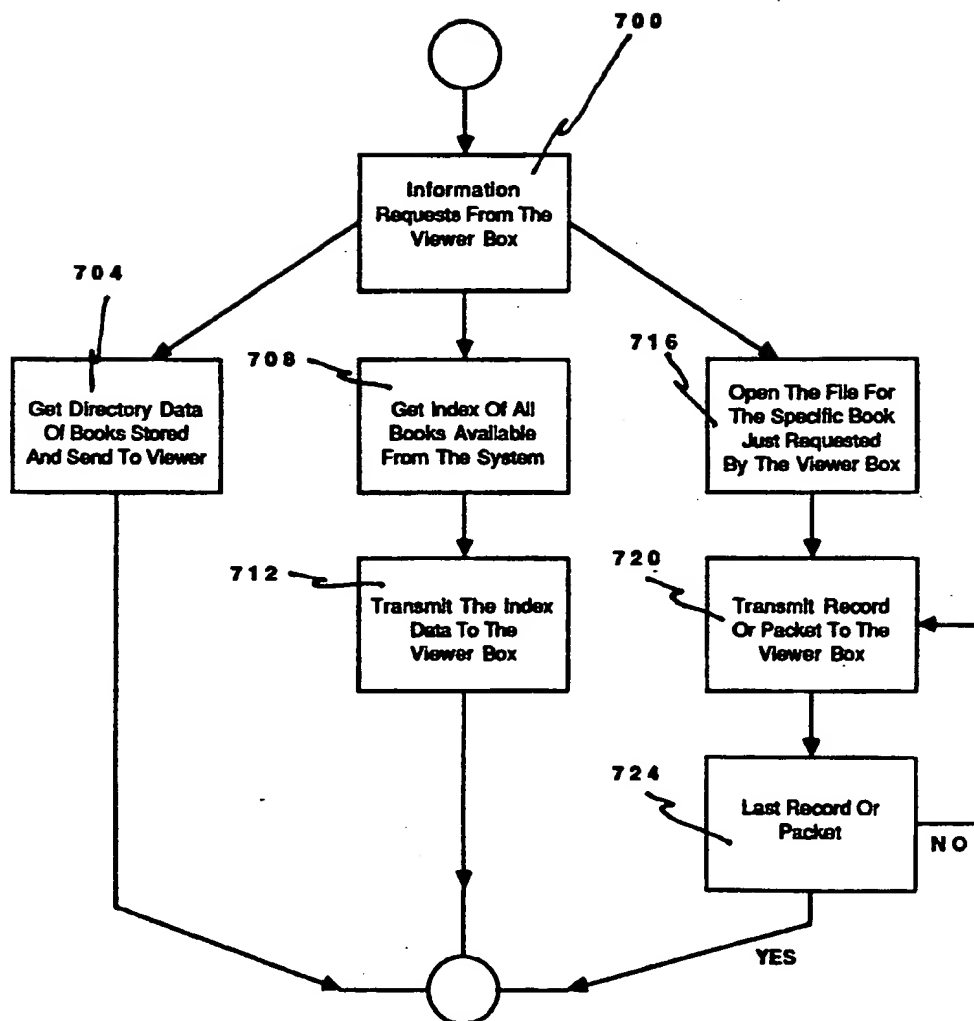 700
Information
Requests From The
Viewer Box
704
Get Directory Data
Of Books Stored
And Send To Viewer
708
Get Index Of All
Books Available
From The System
716
Open The File For
The Specific Book
Just Requested
By The Viewer Box
712
Transmit The Index
Data To The
Viewer Box
720
Transmit Record
Or Packet To The
Viewer Box
724
Last Record Or
Packet
NO
YES